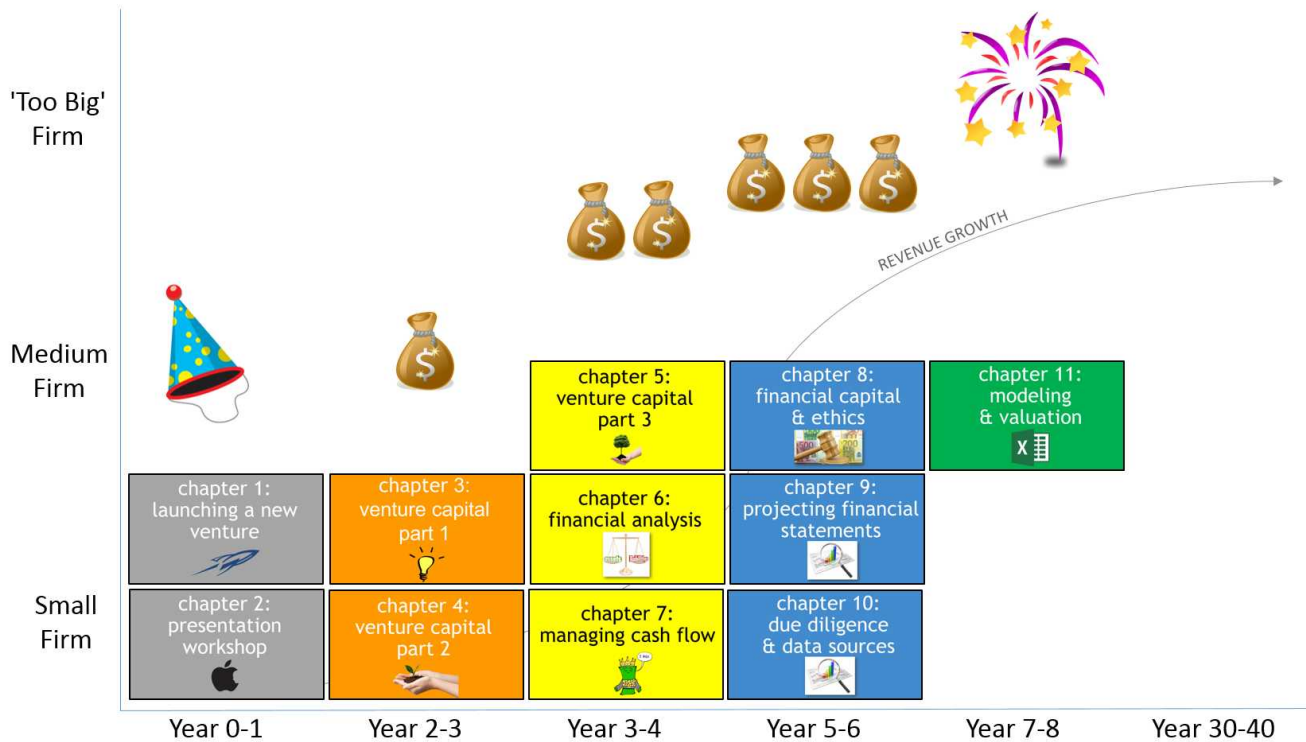 'Too Big'
Firm
REVENUE GROWTH
Medium
Firm
chapter 5:
venture capital
part 3
chapter 8:
financial capital
& ethics
chapter 11:
modeling
& valuation
chapter 1:
launching a new
venture
chapter 3:
venture capital
part 1
chapter 6:
financial analysis
chapter 9:
projecting financial
statements
Small
Firm
chapter 2:
presentation
workshop
chapter 4:
venture capital
part 2
chapter 7:
managing cash flow
chapter 10:
due diligence
& data sources
Year 0-1
Year 2-3
Year 3-4
Year 5-6
Year 7-8
Year 30-40